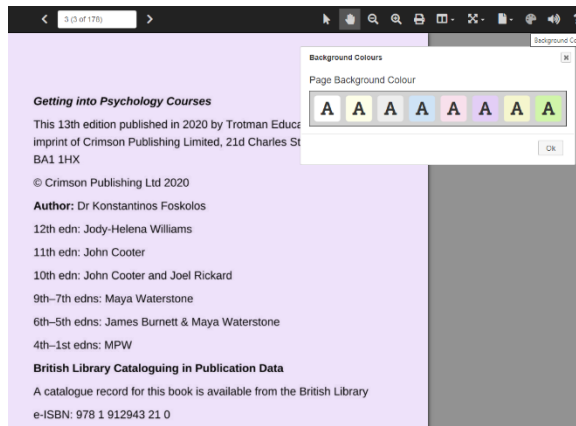 3 (3 of 178)
Background Co
Background Colours
Page Background Colour
A A A A A A A A
Ok
Getting into Psychology Courses
This 13th edition published in 2020 by Trotman Educa
imprint of Crimson Publishing Limited, 21d Charles St
BA1 1HX
© Crimson Publishing Ltd 2020
Author: Dr Konstantinos Foskolos
12th edn: Jody-Helena Williams
11th edn: John Cooter
10th edn: John Cooter and Joel Rickard
9th–7th edns: Maya Waterstone
6th–5th edns: James Burnett & Maya Waterstone
4th–1st edns: MPW
British Library Cataloguing in Publication Data
A catalogue record for this book is available from the British Library
e-ISBN: 978 1 912943 21 0